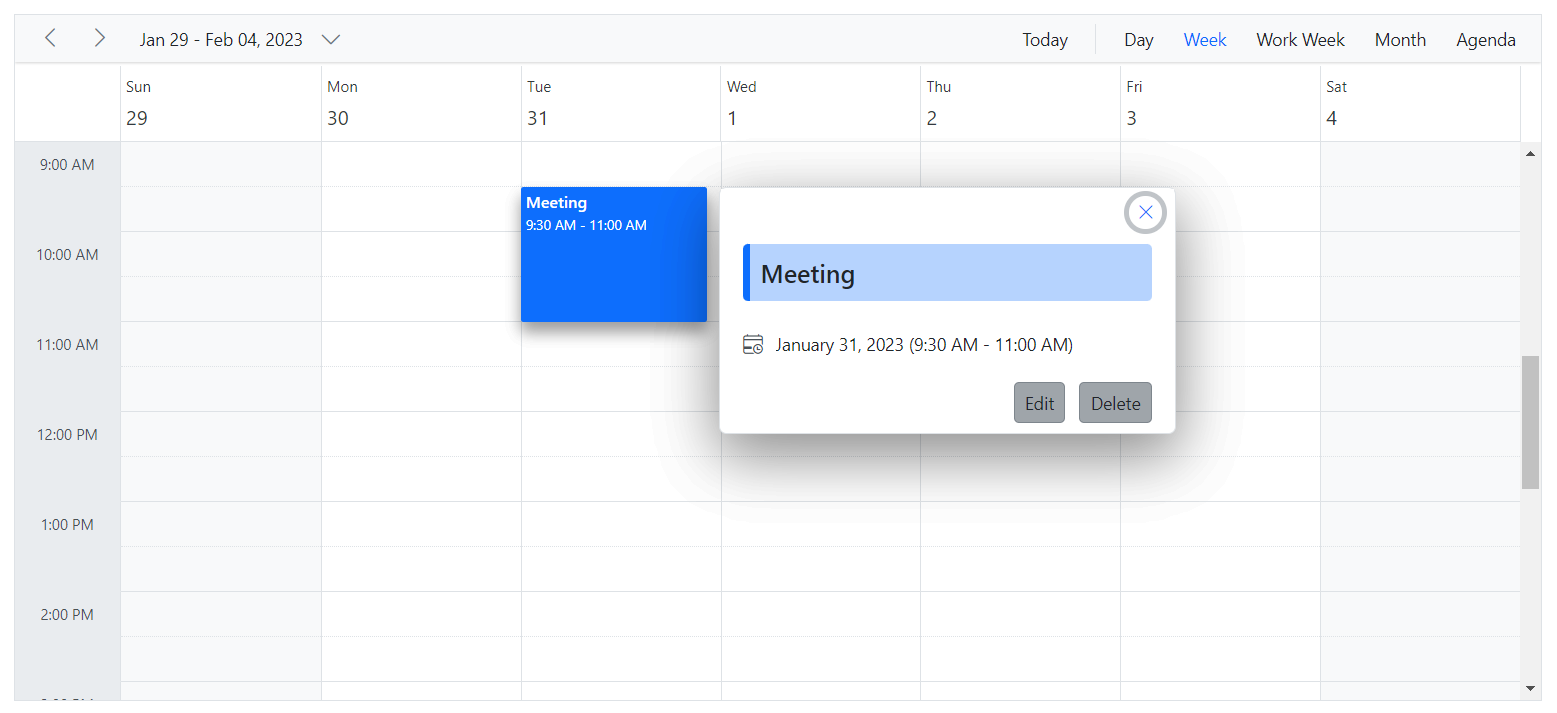 Jan 29 - Feb 04, 2023
Today Day Week Work Week Month Agenda
Sun Mon Tue Wed Thu Fri Sat
29 30 31 1 2 3 4
9:00 AM
Meeting
9:30 AM - 11:00 AM
10:00 AM
Meeting
11:00 AM
January 31, 2023 (9:30 AM - 11:00 AM)
Edit Delete
12:00 PM
1:00 PM
2:00 PM